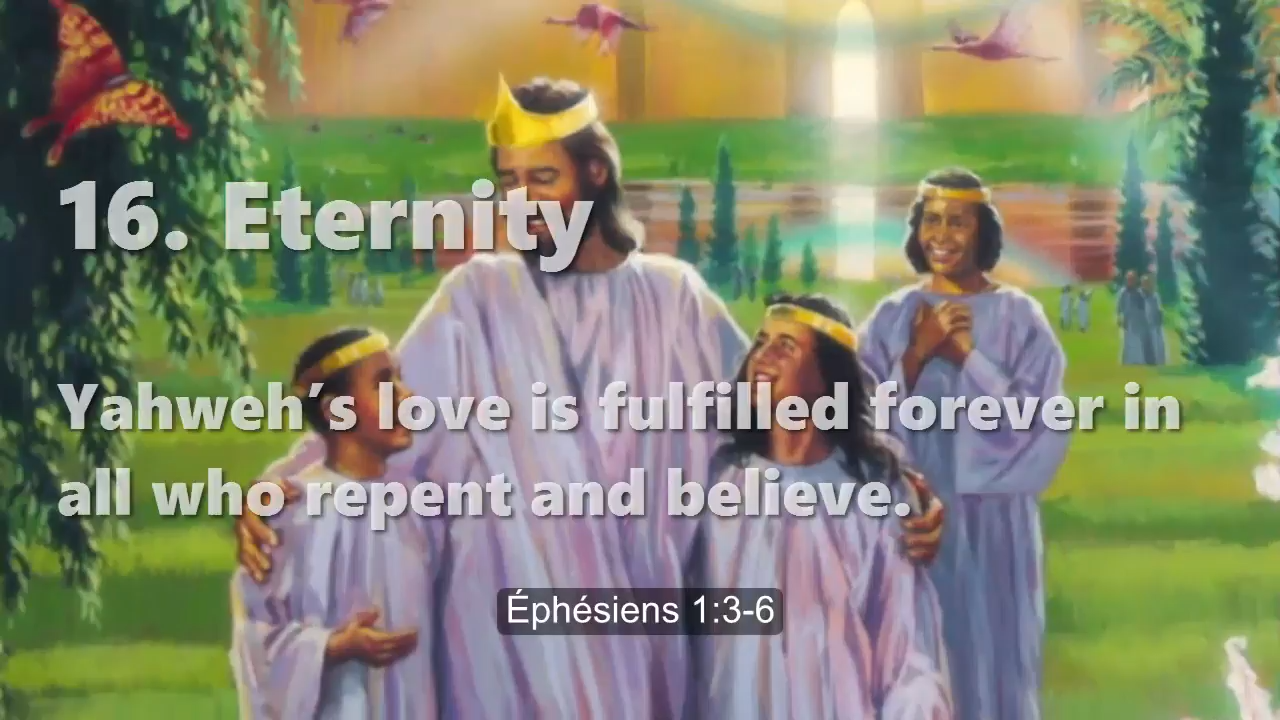 16. Eternity
Yahweh’s love is fulfilled forever in
all who repent and believe.
Éphésiens 1:3-6